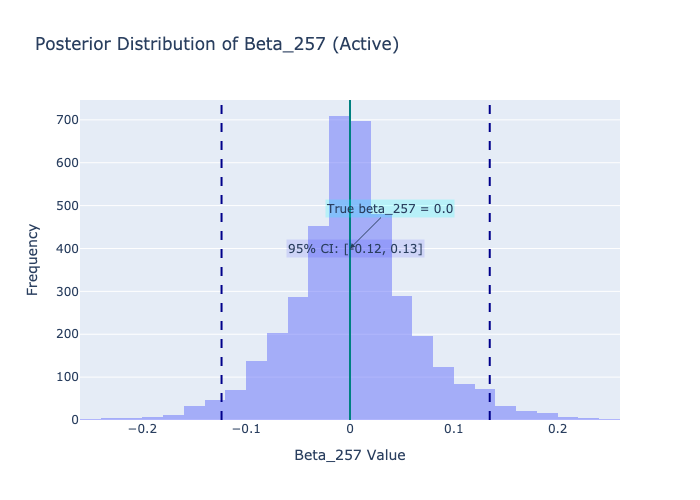 Posterior Distribution of Beta_257 (Active)
700
600
True beta_257 = 0.0
500
95% CI: [-0.12, 0.13]
400
300
200
100
0
Frequency
−0.2
−0.1
0
0.1
0.2
Beta_257 Value